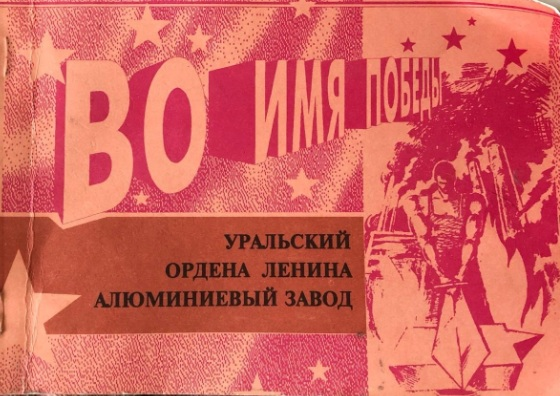 ВО ИМЯ ПОБЕДЫ
УРАЛЬСКИЙ
ОРДЕНА ЛЕНИНА
АЛЮМИНИЕВЫЙ ЗАВОД